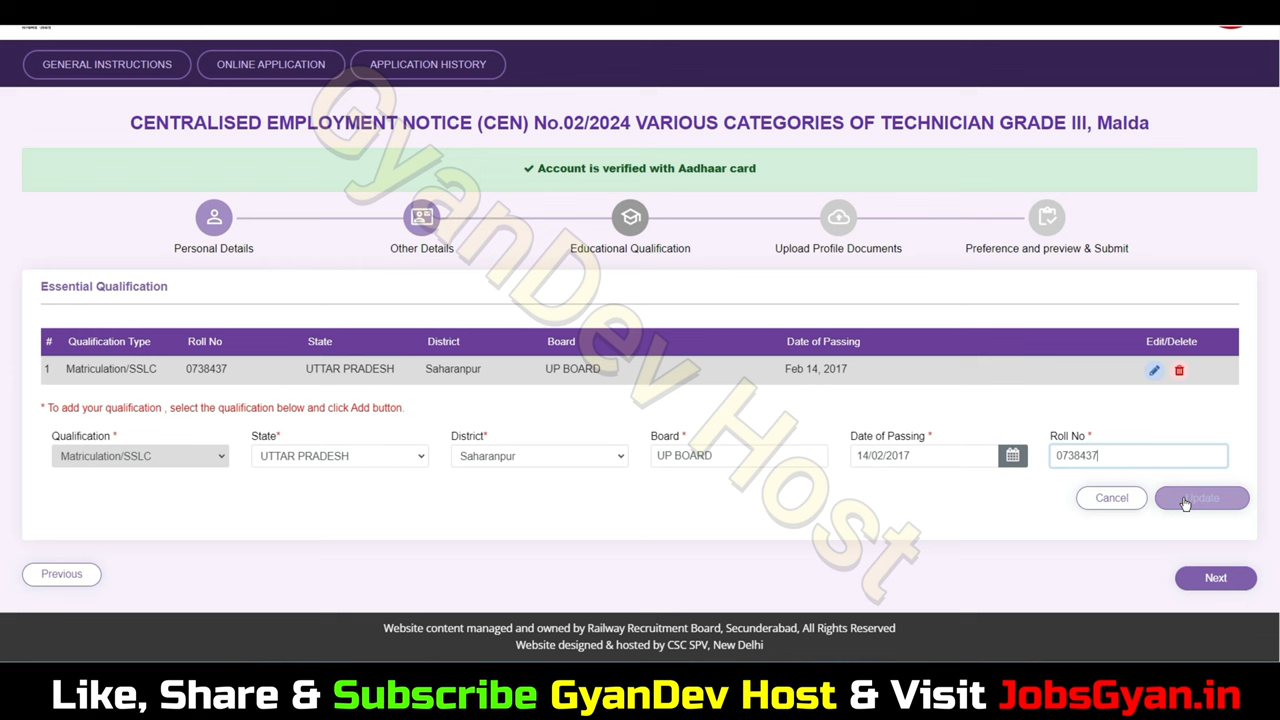 GENERAL INSTRUCTIONS ONLINE APPLICATION APPLICATION HISTORY
CENTRALISED EMPLOYMENT NOTICE (CEN) No.02/2024 VARIOUS CATEGORIES OF TECHNICIAN GRADE III, Malda
✔ Account is verified with Aadhaar card
Personal Details Other Details Educational Qualification Upload Profile Documents Preference and preview & Submit
Essential Qualification
# Qualification Type Roll No State District Board Date of Passing Edit/Delete
1 Matriculation/SSLC 0738437 UTTAR PRADESH Saharanpur UP BOARD Feb 14, 2017
* To add your qualification , select the qualification below and click Add button.
Qualification * State* District* Board * Date of Passing * Roll No *
Matriculation/SSLC UTTAR PRADESH Saharanpur UP BOARD 14/02/2017 0738437
Cancel Update
Previous Next
Website content managed and owned by Railway Recruitment Board, Secunderabad, All Rights Reserved
Website designed & hosted by CSC SPV, New Delhi
GyanDev Host
Like, Share & Subscribe GyanDev Host & Visit JobsGyan.in